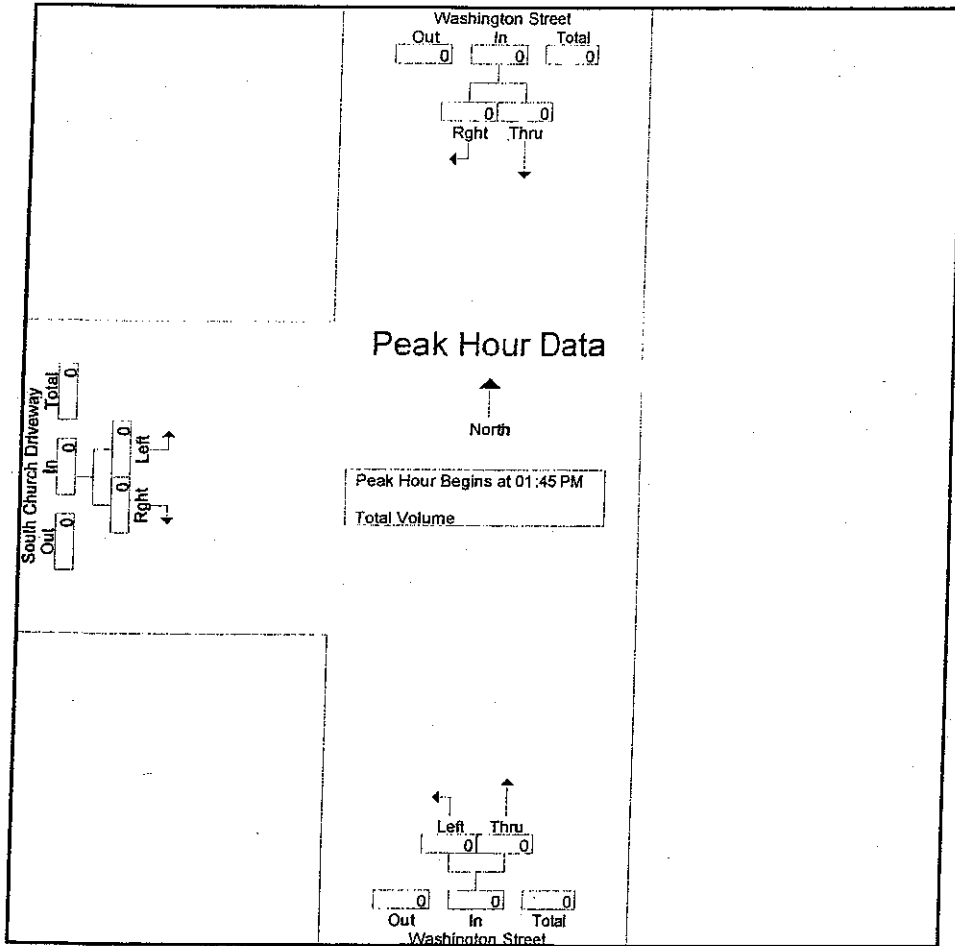 Washington Street
Out In Total
0 0 0
0 0
Rght Thru
Peak Hour Data
North
Peak Hour Begins at 01:45 PM
Total Volume
South Church Driveway
Out In Total
0 0 0
0 0
Rght Left
Left Thru
0 0
0 0 0
Out In Total
Washington Street